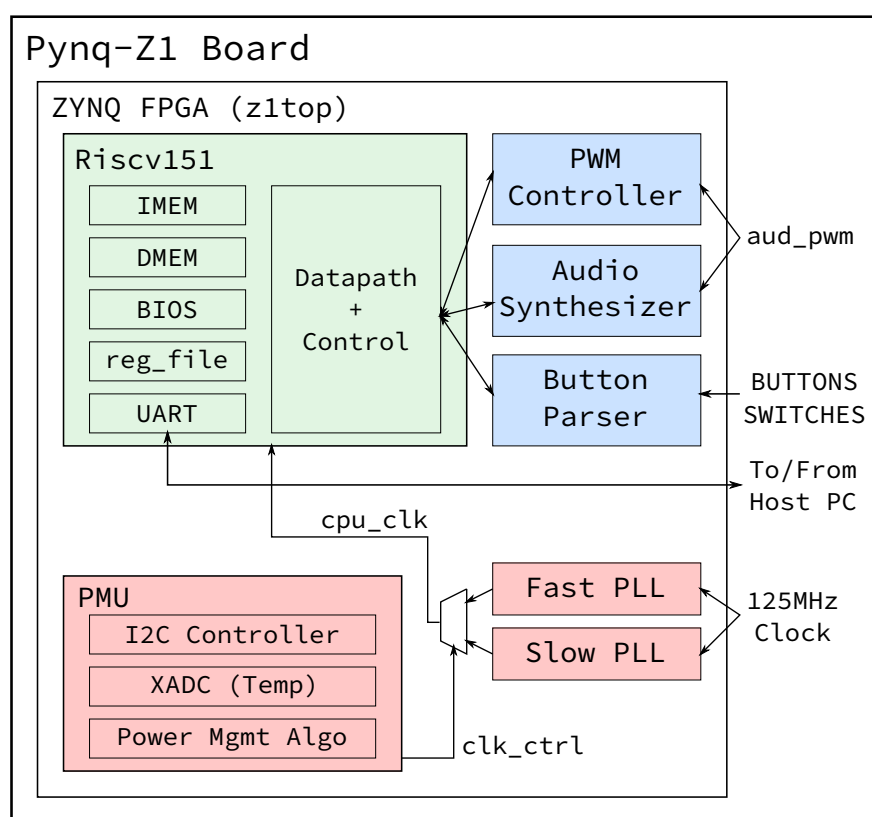 Pynq-Z1 Board
ZYNQ FPGA (z1top)
Riscv151
IMEM
DMEM
BIOS
reg_file
UART
Datapath
+
Control
PWM
Controller
Audio
Synthesizer
Button
Parser
aud_pwm
BUTTONS
SWITCHES
To/From
Host PC
cpu_clk
PMU
I2C Controller
XADC (Temp)
Power Mgmt Algo
clk_ctrl
Fast PLL
Slow PLL
125MHz
Clock